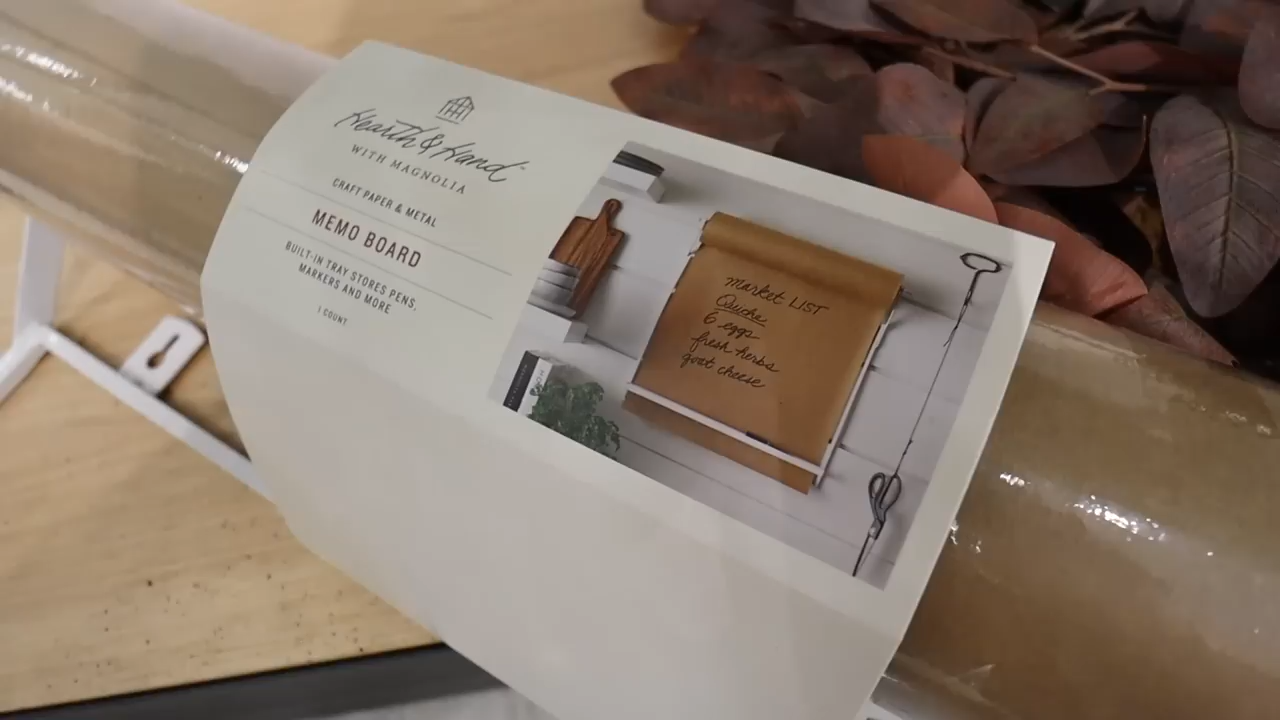 Hearth & Hand™
WITH MAGNOLIA
CRAFT PAPER & METAL
MEMO BOARD
BUILT-IN TRAY STORES PENS,
MARKERS AND MORE
1 COUNT
market LIST
Quiche
6 eggs
fresh herbs
goat cheese